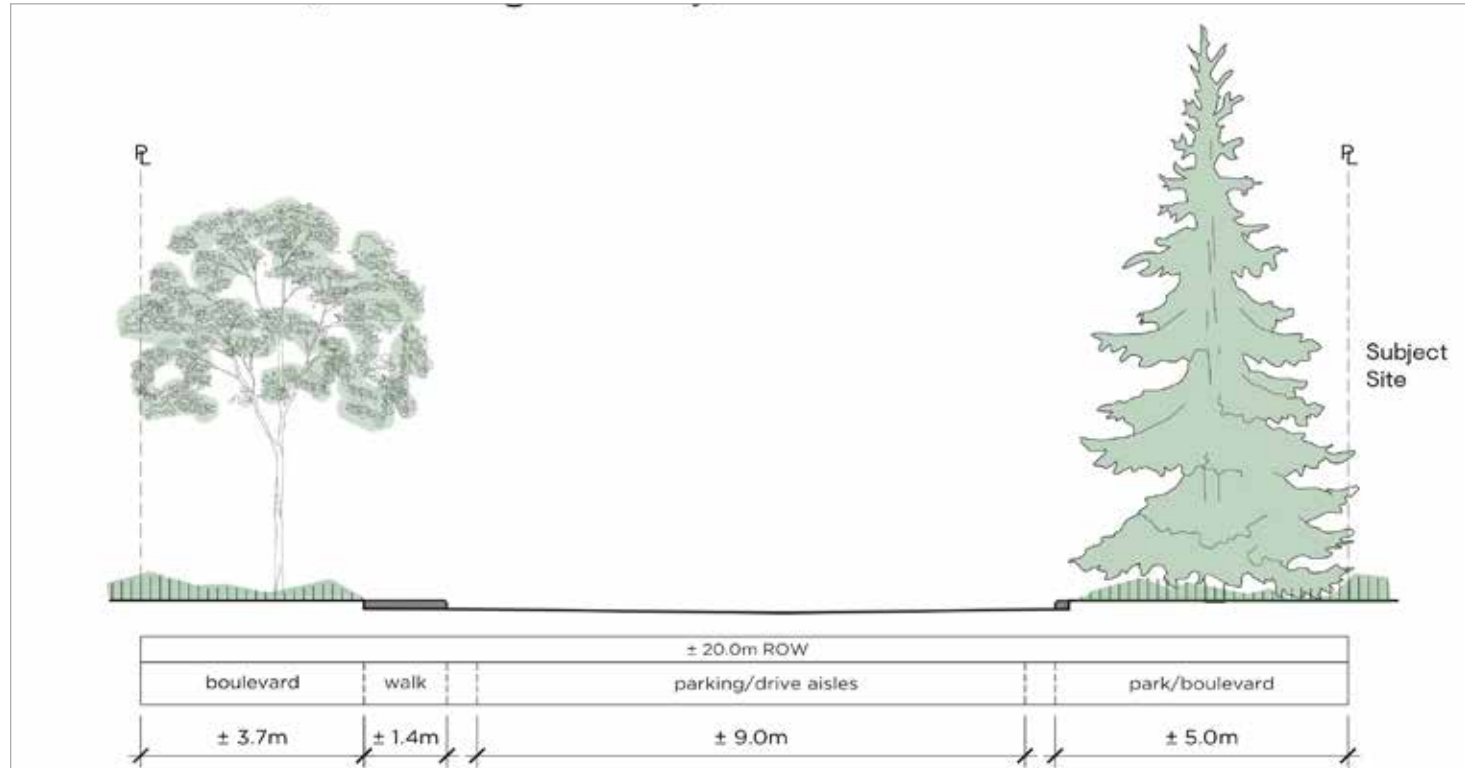 PL
PL
Subject
Site
± 20.0m ROW
boulevard walk parking/drive aisles park/boulevard
± 3.7m ± 1.4m ± 9.0m ± 5.0m